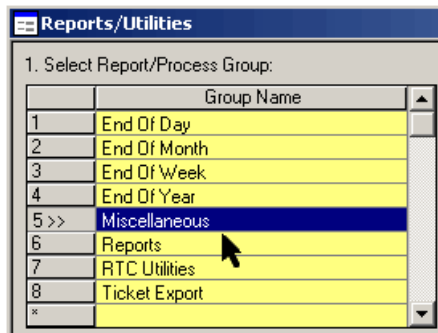 Reports/Utilities
1. Select Report/Process Group:
Group Name
1 End Of Day
2 End Of Month
3 End Of Week
4 End Of Year
5 >> Miscellaneous
6 Reports
7 RTC Utilities
8 Ticket Export
*